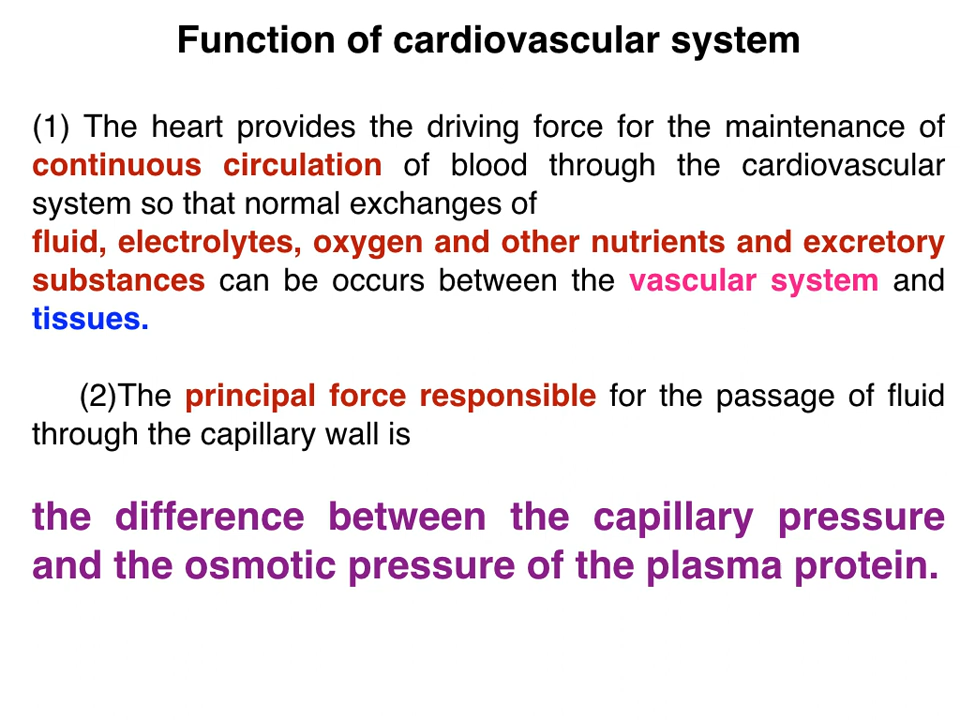 Function of cardiovascular system
(1) The heart provides the driving force for the maintenance of
continuous circulation of blood through the cardiovascular
system so that normal exchanges of
fluid, electrolytes, oxygen and other nutrients and excretory
substances can be occurs between the vascular system and
tissues.
(2)The principal force responsible for the passage of fluid
through the capillary wall is
the difference between the capillary pressure
and the osmotic pressure of the plasma protein.